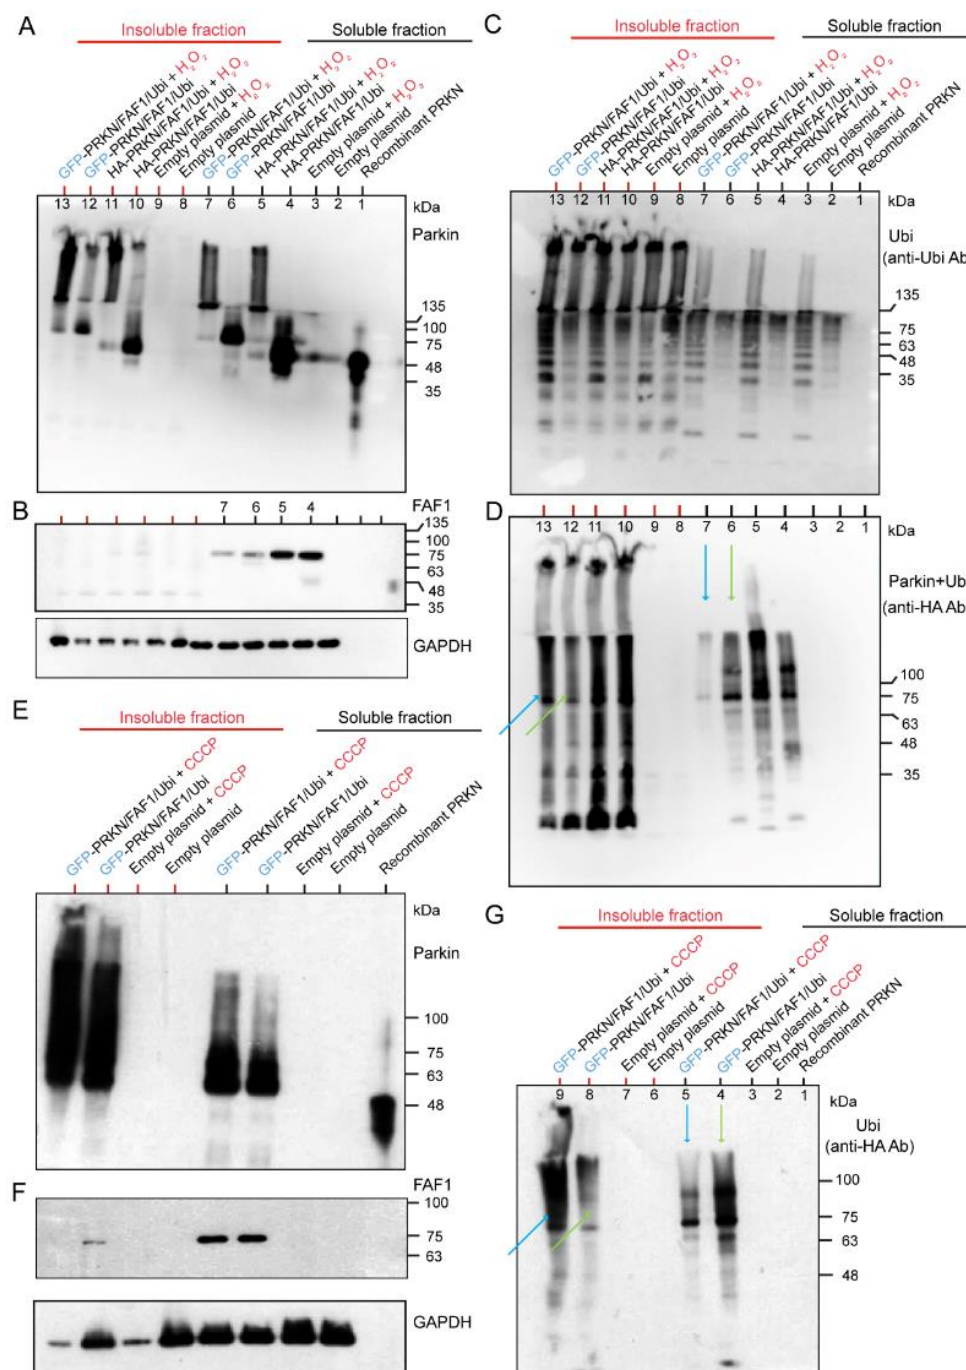 A
Insoluble fraction
Soluble fraction
GFP-PRKN/FAF1/Ubi + H₂O₂
GFP-PRKN/FAF1/Ubi
HA-PRKN/FAF1/Ubi + H₂O₂
HA-PRKN/FAF1/Ubi
Empty plasmid + H₂O₂
Empty plasmid
GFP-PRKN/FAF1/Ubi + H₂O₂
GFP-PRKN/FAF1/Ubi
HA-PRKN/FAF1/Ubi + H₂O₂
HA-PRKN/FAF1/Ubi
Empty plasmid + H₂O₂
Empty plasmid
Recombinant PRKN
13 12 11 10 9 8 7 6 5 4 3 2 1
kDa
Parkin
135
100
75
48
35
B
7 6 5 4
FAF1
135
100
75
63
48
35
GAPDH
C
Insoluble fraction
Soluble fraction
GFP-PRKN/FAF1/Ubi + H₂O₂
GFP-PRKN/FAF1/Ubi
HA-PRKN/FAF1/Ubi + H₂O₂
HA-PRKN/FAF1/Ubi
Empty plasmid + H₂O₂
Empty plasmid
GFP-PRKN/FAF1/Ubi + H₂O₂
GFP-PRKN/FAF1/Ubi
HA-PRKN/FAF1/Ubi + H₂O₂
HA-PRKN/FAF1/Ubi
Empty plasmid + H₂O₂
Empty plasmid
Recombinant PRKN
13 12 11 10 9 8 7 6 5 4 3 2 1
kDa
Ubi
(anti-Ubi Ab)
135
75
63
48
35
D
13 12 11 10 9 8 7 6 5 4 3 2 1
kDa
Parkin+Ubi
(anti-HA Ab)
100
75
63
48
35
E
Insoluble fraction
Soluble fraction
GFP-PRKN/FAF1/Ubi + CCCP
GFP-PRKN/FAF1/Ubi
Empty plasmid + CCCP
Empty plasmid
GFP-PRKN/FAF1/Ubi + CCCP
GFP-PRKN/FAF1/Ubi
Empty plasmid + CCCP
Empty plasmid
Recombinant PRKN
kDa
Parkin
100
75
63
48
F
FAF1
100
75
63
GAPDH
G
Insoluble fraction
Soluble fraction
GFP-PRKN/FAF1/Ubi + CCCP
GFP-PRKN/FAF1/Ubi
Empty plasmid + CCCP
Empty plasmid
GFP-PRKN/FAF1/Ubi + CCCP
GFP-PRKN/FAF1/Ubi
Empty plasmid + CCCP
Empty plasmid
Recombinant PRKN
9 8 7 6 5 4 3 2 1
kDa
Ubi
(anti-HA Ab)
100
75
63
48